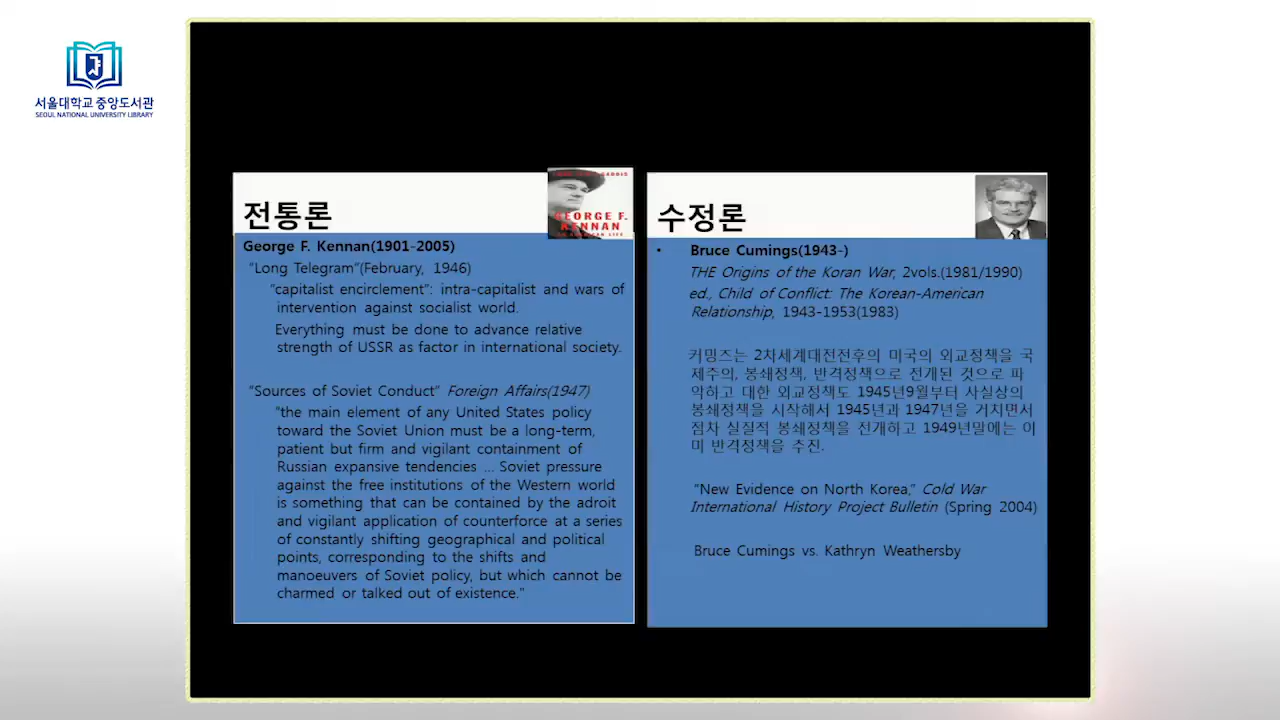 서울대학교 중앙도서관
SEOUL NATIONAL UNIVERSITY LIBRARY
전통론
GEORGE F.
KENNAN
George F. Kennan(1901-2005)
“Long Telegram“(February, 1946)
“capitalist encirclement”: intra-capitalist and wars of
intervention against socialist world.
Everything must be done to advance relative
strength of USSR as factor in international society.
“Sources of Soviet Conduct” Foreign Affairs(1947)
“the main element of any United States policy
toward the Soviet Union must be a long-term,
patient but firm and vigilant containment of
Russian expansive tendencies … Soviet pressure
against the free institutions of the Western world
is something that can be contained by the adroit
and vigilant application of counterforce at a series
of constantly shifting geographical and political
points, corresponding to the shifts and
manoeuvers of Soviet policy, but which cannot be
charmed or talked out of existence.”
수정론
• Bruce Cumings(1943-)
THE Origins of the Koran War, 2vols.(1981/1990)
ed., Child of Conflict: The Korean-American
Relationship, 1943-1953(1983)
커밍즈는 2차세계대전전후의 미국의 외교정책을 국
제주의, 봉쇄정책, 반격정책으로 전개된 것으로 파
악하고 대한 외교정책도 1945년9월부터 사실상의
봉쇄정책을 시작해서 1945년과 1947년을 거치면서
점차 실질적 봉쇄정책을 전개하고 1949년말에는 이
미 반격정책을 추진.
“New Evidence on North Korea,” Cold War
International History Project Bulletin (Spring 2004)
Bruce Cumings vs. Kathryn Weathersby